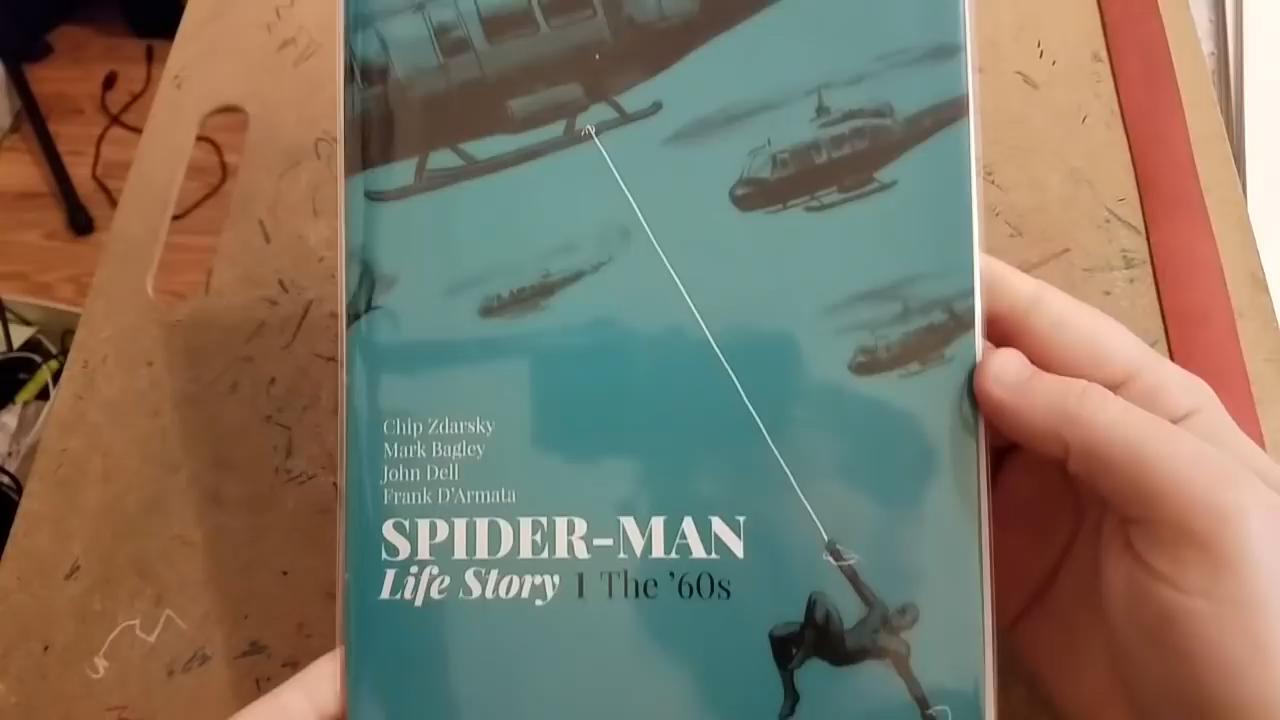 Chip Zdarsky
Mark Bagley
John Dell
Frank D'Armata
SPIDER-MAN
Life Story 1 The '60s